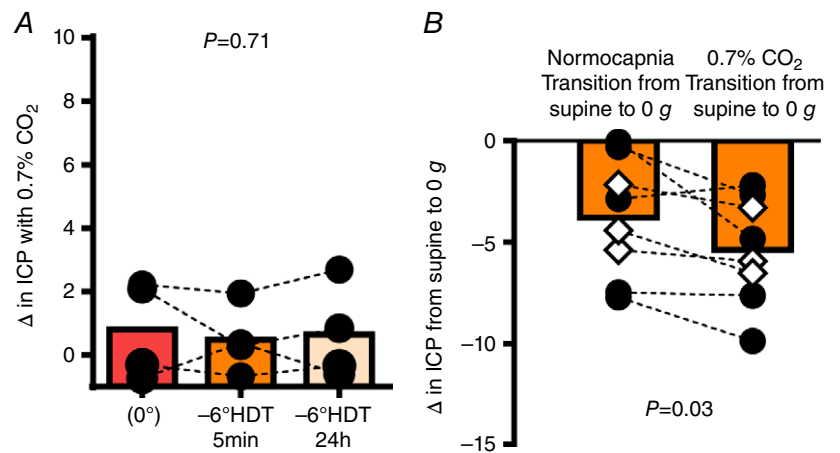 A
P=0.71
Δ in ICP with 0.7% CO₂
10
8
6
4
2
0
(0°)
−6°HDT
5min
−6°HDT
24h
B
Normocapnia
Transition from
supine to 0 g
0.7% CO₂
Transition from
supine to 0 g
Δ in ICP from supine to 0 g
0
−5
−10
−15
P=0.03